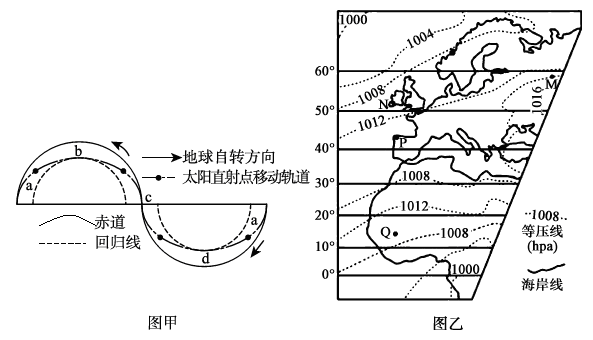 b
a
c
a
d
地球自转方向
太阳直射点移动轨道
赤道
回归线
图甲
1000
1004
60°
1008
M
N
1016
50°
1012
P
40°
1008
30°
1012
20°
Q
1008
10°
0°
1000
1008
等压线
(hpa)
海岸线
图乙